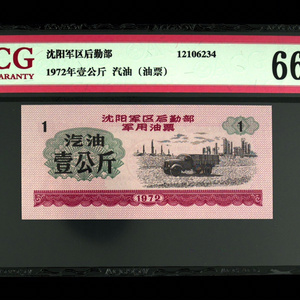 CG
ARRANTY
沈阳军区后勤部
12106234
1972年壹公斤 汽油（油票）
66
沈阳军区后勤部
军用油票
1
1
汽油
壹公斤
1972